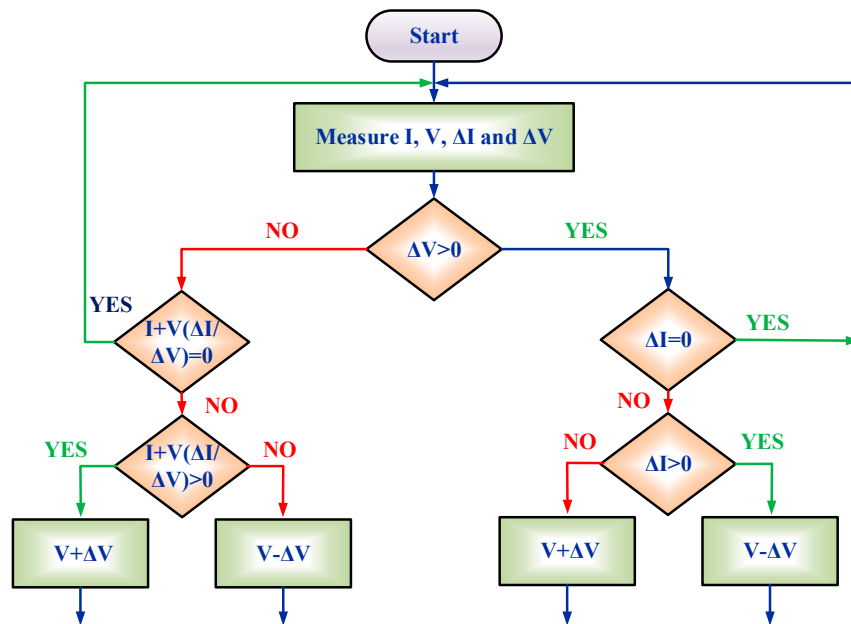 Start
Measure I, V, ΔI and ΔV
NO
YES
ΔV>0
YES
I+V(ΔI/
ΔV)=0
ΔI=0
YES
NO
NO
YES
I+V(ΔI/
ΔV)>0
NO
NO
ΔI>0
YES
V+ΔV
V-ΔV
V+ΔV
V-ΔV